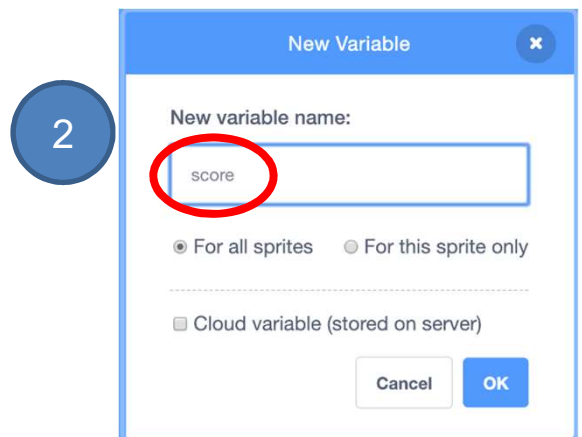 New Variable
2
New variable name:
score
For all sprites For this sprite only
Cloud variable (stored on server)
Cancel OK